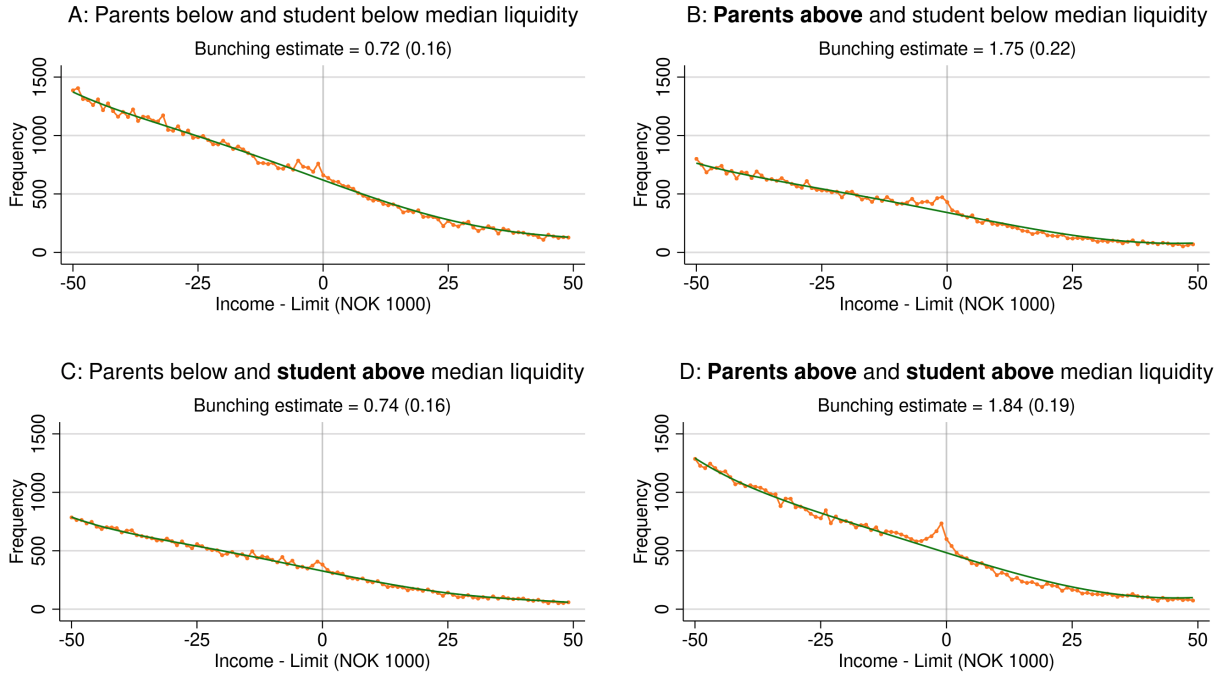 A: Parents below and student below median liquidity
Bunching estimate = 0.72 (0.16)
Frequency
1500
1000
500
0
-50 -25 0 25 50
Income - Limit (NOK 1000)
B: Parents above and student below median liquidity
Bunching estimate = 1.75 (0.22)
Frequency
1500
1000
500
0
-50 -25 0 25 50
Income - Limit (NOK 1000)
C: Parents below and student above median liquidity
Bunching estimate = 0.74 (0.16)
Frequency
1500
1000
500
0
-50 -25 0 25 50
Income - Limit (NOK 1000)
D: Parents above and student above median liquidity
Bunching estimate = 1.84 (0.19)
Frequency
1500
1000
500
0
-50 -25 0 25 50
Income - Limit (NOK 1000)